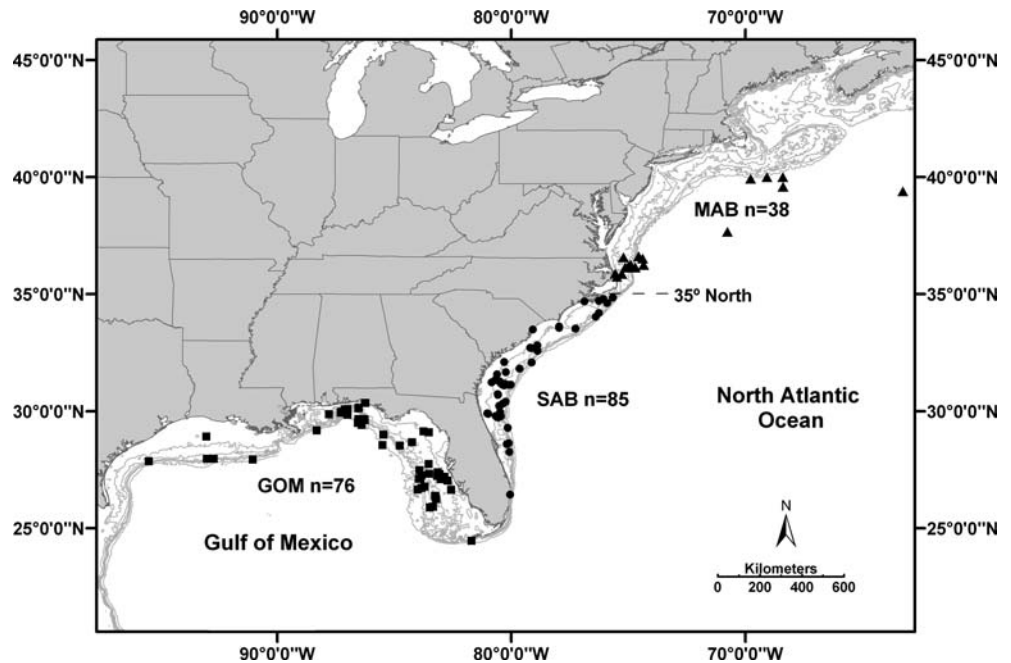 90°0'0"W 80°0'0"W 70°0'0"W
45°0'0"N 45°0'0"N
40°0'0"N 40°0'0"N
MAB n=38
35°0'0"N 35º North 35°0'0"N
SAB n=85
North Atlantic
Ocean
30°0'0"N 30°0'0"N
GOM n=76
Gulf of Mexico
25°0'0"N 25°0'0"N
N
Kilometers
0 200 400 600
90°0'0"W 80°0'0"W 70°0'0"W